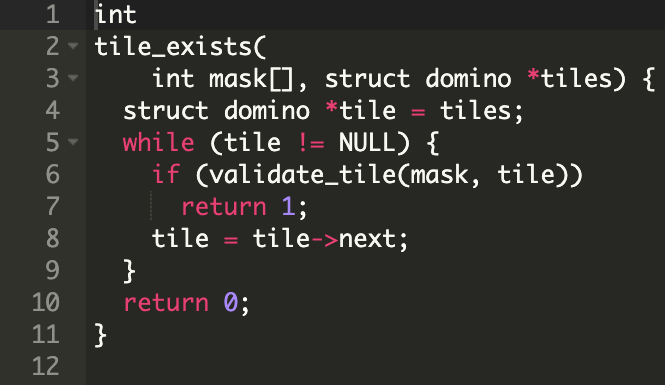 1 int
2 tile_exists(
3     int mask[], struct domino *tiles) {
4   struct domino *tile = tiles;
5   while (tile != NULL) {
6     if (validate_tile(mask, tile))
7       return 1;
8     tile = tile->next;
9   }
10   return 0;
11 }
12